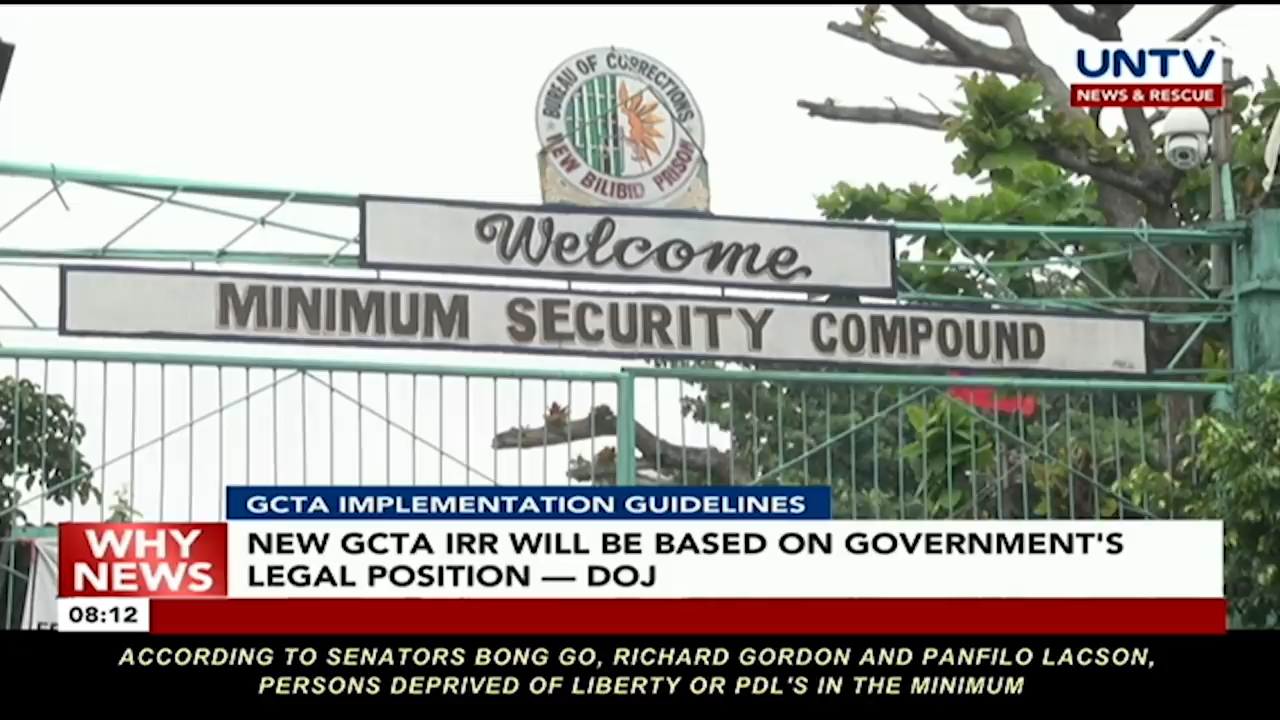 UNTV
NEWS & RESCUE
BUREAU OF CORRECTIONS
NEW BILIBID PRISON
Welcome
MINIMUM SECURITY COMPOUND
GCTA IMPLEMENTATION GUIDELINES
WHY NEWS
NEW GCTA IRR WILL BE BASED ON GOVERNMENT'S
LEGAL POSITION — DOJ
08:12
ACCORDING TO SENATORS BONG GO, RICHARD GORDON AND PANFILO LACSON,
PERSONS DEPRIVED OF LIBERTY OR PDL'S IN THE MINIMUM